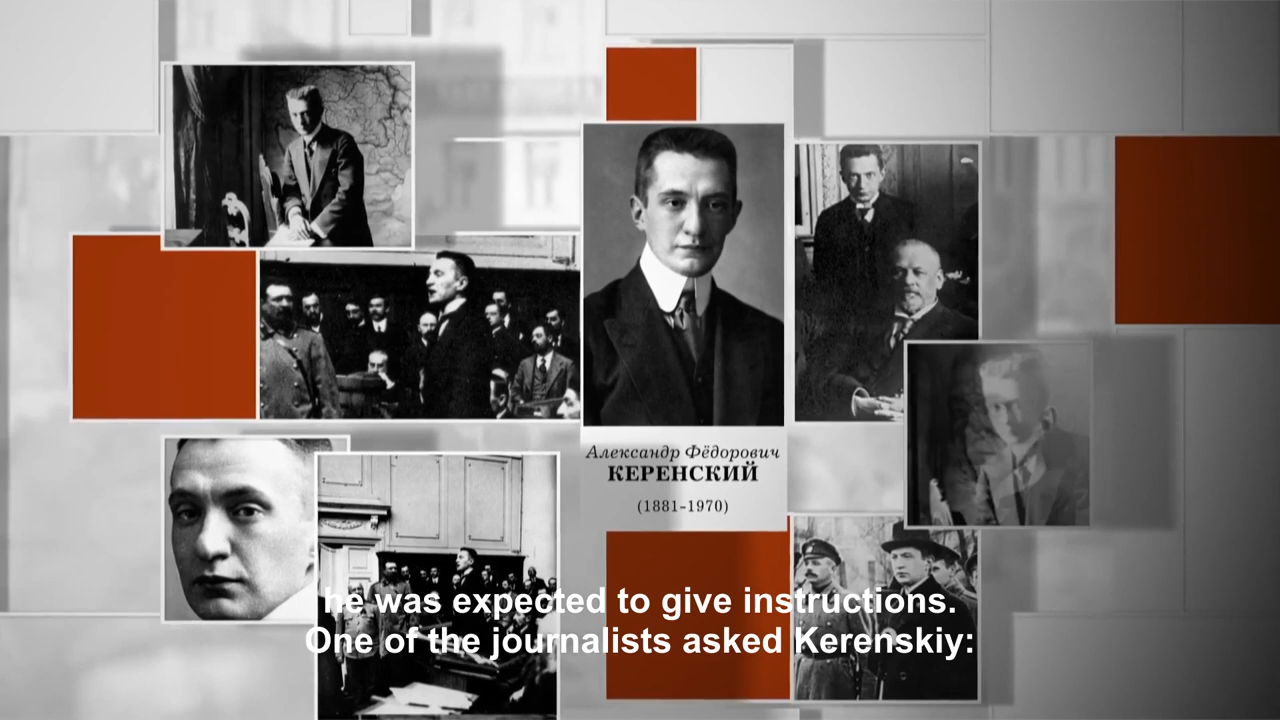 Александр Фёдорович
КЕРЕНСКИЙ
(1881–1970)
he was expected to give instructions.
One of the journalists asked Kerenskiy: